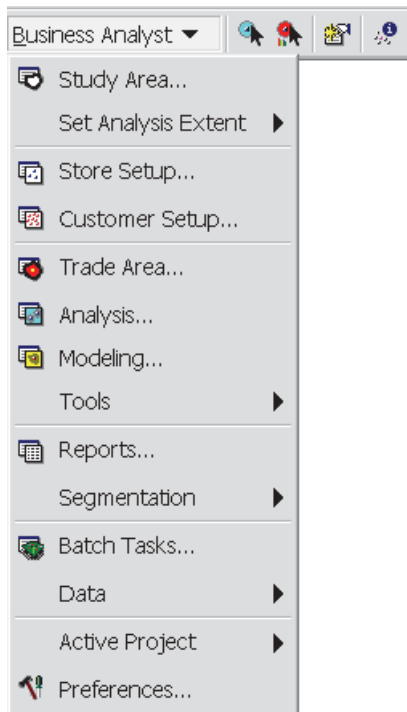 Business Analyst
Study Area...
Set Analysis Extent
Store Setup...
Customer Setup...
Trade Area...
Analysis...
Modeling...
Tools
Reports...
Segmentation
Batch Tasks...
Data
Active Project
Preferences...